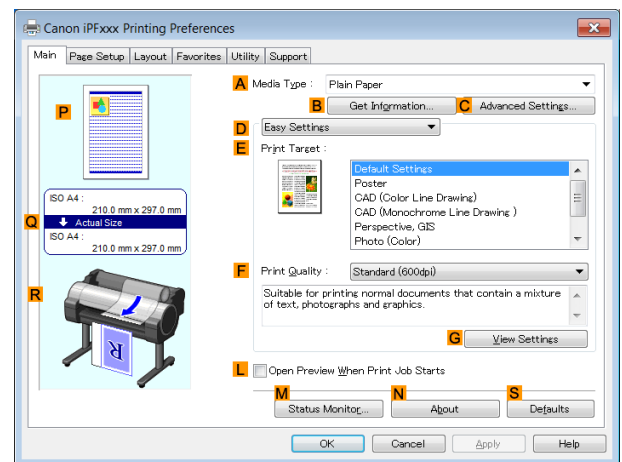 Canon iPFxxx Printing Preferences
Main Page Setup Layout Favorites Utility Support
A Media Type : Plain Paper
B Get Information... C Advanced Settings...
P
D Easy Settings
E Print Target :
Default Settings
Poster
CAD (Color Line Drawing)
CAD (Monochrome Line Drawing )
Perspective, GIS
Photo (Color)
ISO A4 :
210.0 mm x 297.0 mm
Q Actual Size
ISO A4 :
210.0 mm x 297.0 mm
F Print Quality : Standard (600dpi)
Suitable for printing normal documents that contain a mixture
of text, photographs and graphics.
R
R
G View Settings
L Open Preview When Print Job Starts
M Status Monitor... N About S Defaults
OK Cancel Apply Help